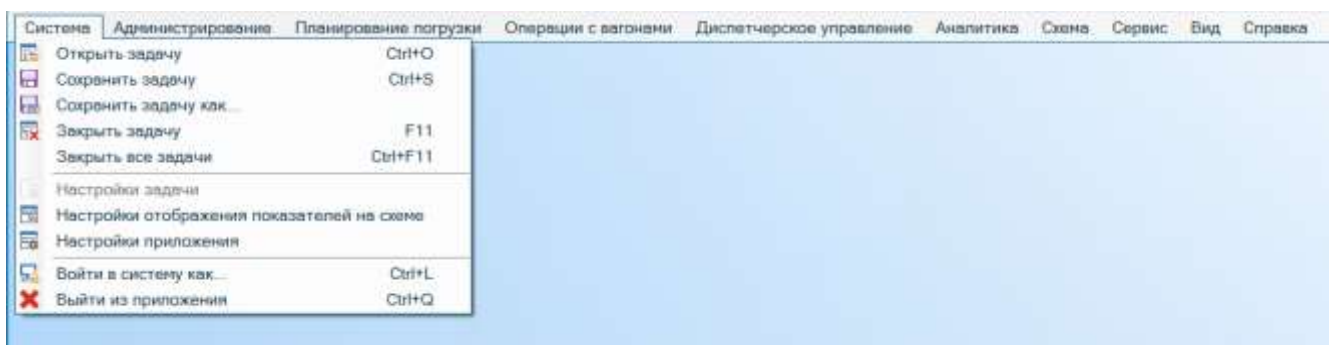 Система Администрирование Планирование погрузки Операции с вагонами Диспетчерское управление Аналитика Схема Сервис Вид Справка
Открыть задачу Ctrl+O
Сохранить задачу Ctrl+S
Сохранить задачу как...
Закрыть задачу F11
Закрыть все задачи Ctrl+F11
Настройки задачи
Настройки отображения показателей на схеме
Настройки приложения
Войти в систему как... Ctrl+L
Выйти из приложения Ctrl+Q